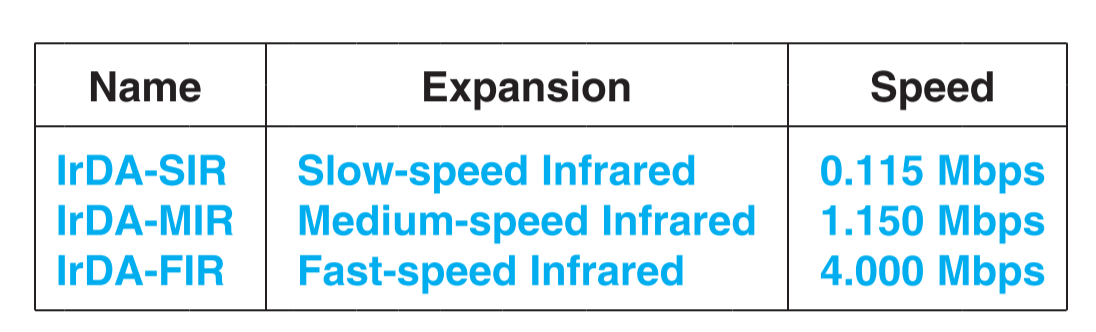 Name Expansion Speed
IrDA-SIR Slow-speed Infrared 0.115 Mbps
IrDA-MIR Medium-speed Infrared 1.150 Mbps
IrDA-FIR Fast-speed Infrared 4.000 Mbps